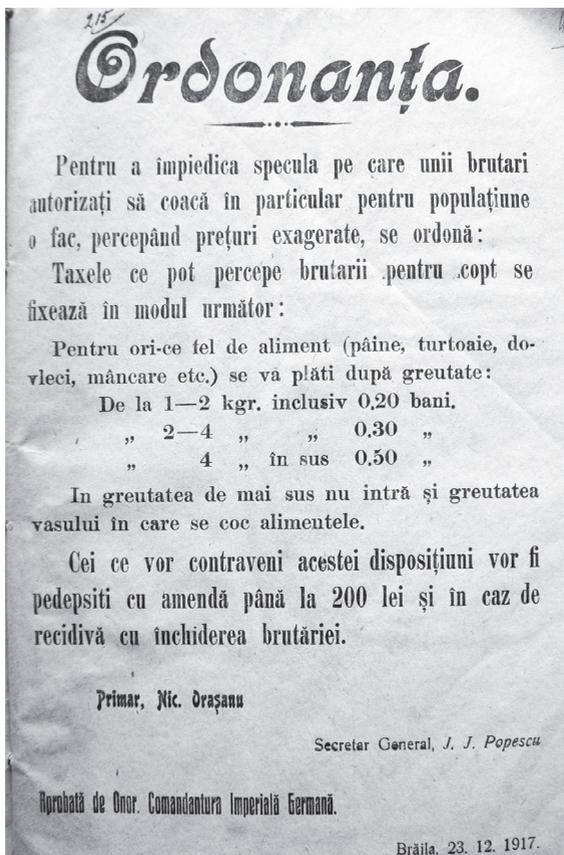 215
Ordonanța.
Pentru a împiedica specula pe care unii brutari
autorizați să coacă în particular pentru populațiune
o fac, percepând prețuri exagerate, se ordonă:
Taxele ce pot percepe brutarii pentru copt se
fixează în modul următor:
Pentru ori-ce fel de aliment (pâine, turtoaie, do-
vleci, mâncare etc.) se va plăti după greutate:
De la 1—2 kgr. inclusiv 0.20 bani.
„ 2—4 „ „ 0.30 „
„ 4 „ în sus 0.50 „
In greutatea de mai sus nu intră și greutatea
vasului în care se coc alimentele.
Cei ce vor contraveni acestei dispozițiuni vor fi
pedepsiti cu amendă până la 200 lei și în caz de
recidivă cu închiderea brutăriei.
Primar, Nic. Orașanu
Secretar General, J. J. Popescu
Aprobată de Onor. Comandantura Imperială Germană.
Brăila, 23. 12. 1917.